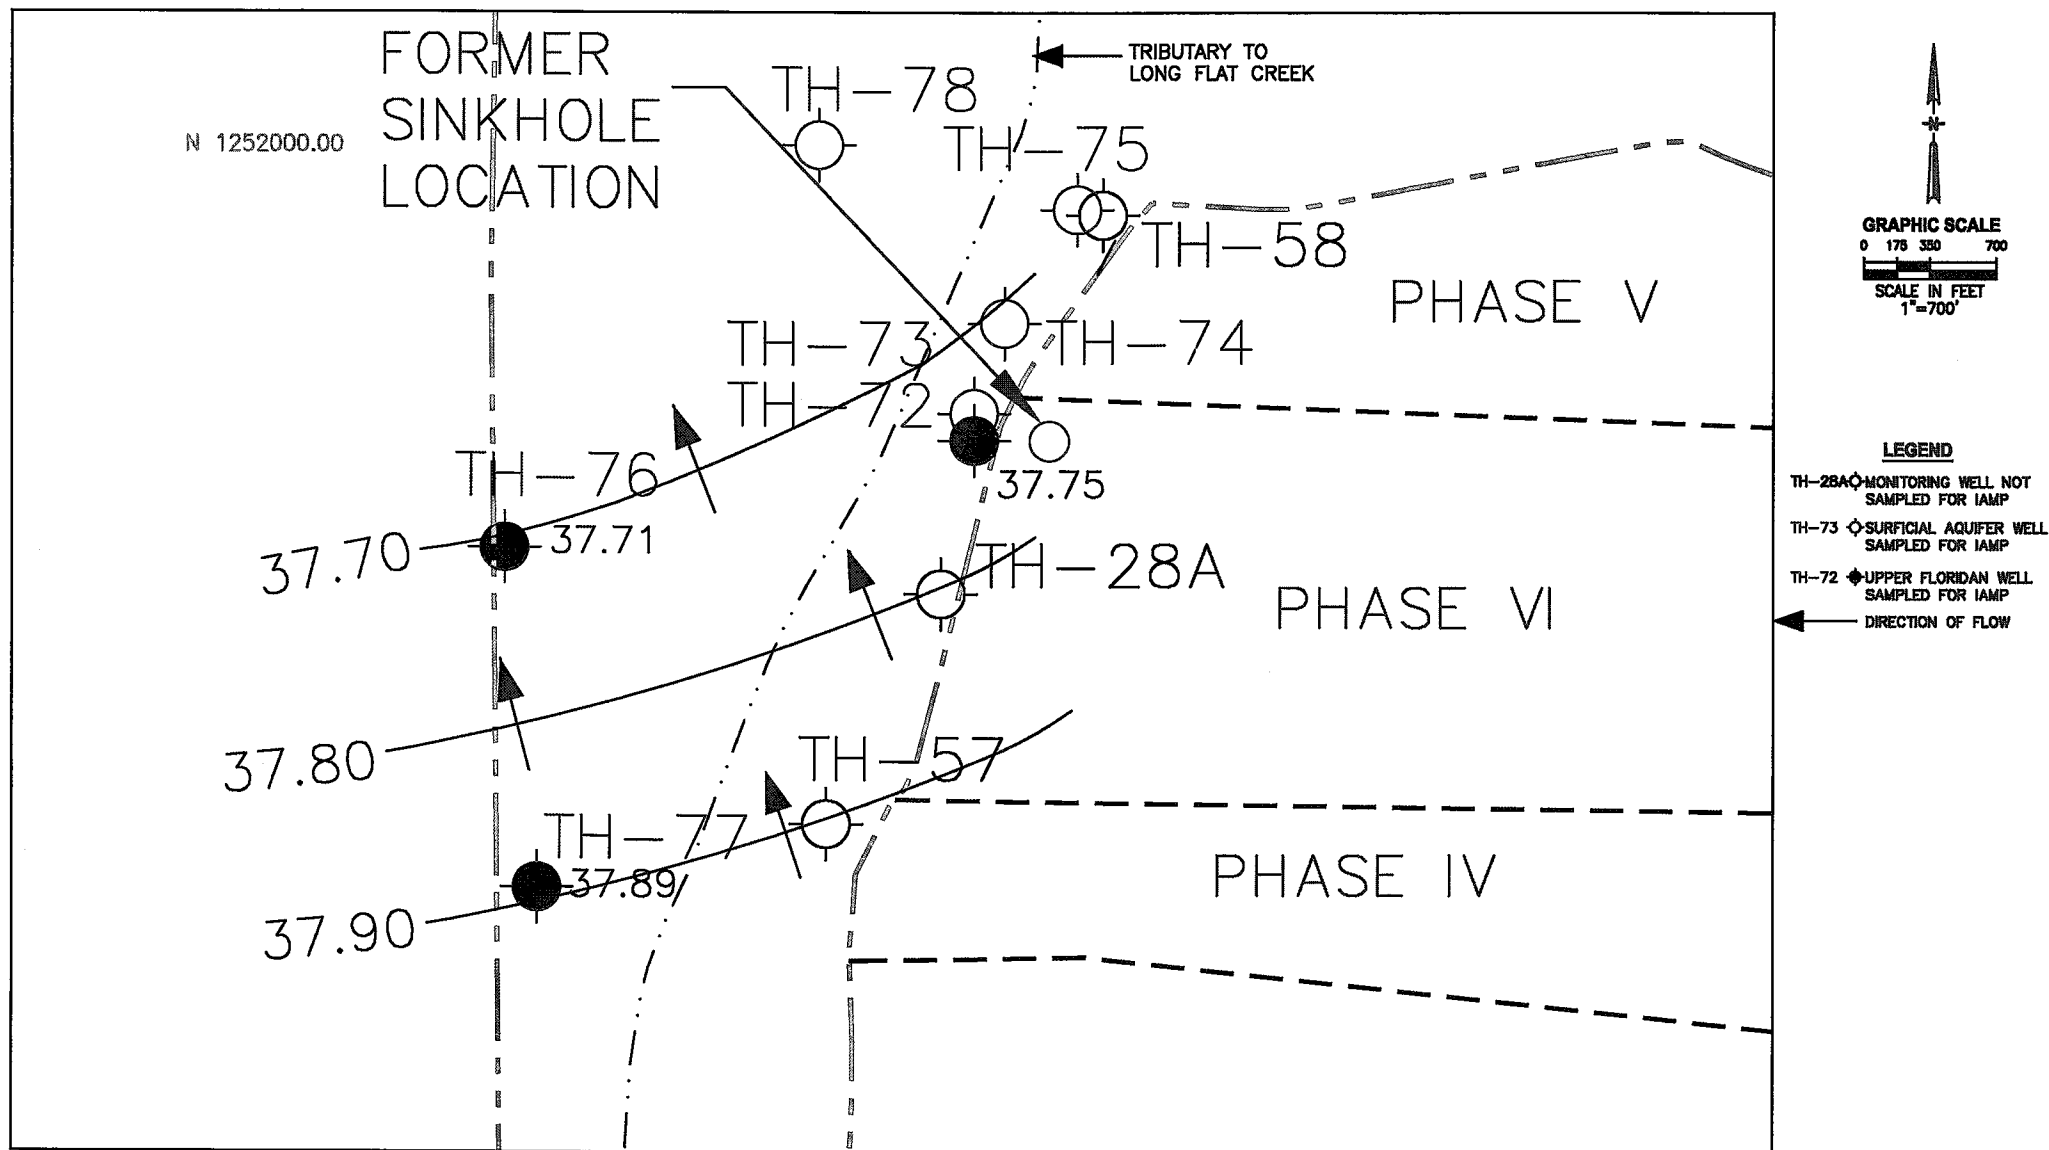 FORMER
SINKHOLE
LOCATION
N 1252000.00
TRIBUTARY TO
LONG FLAT CREEK
TH-78
TH-75
TH-58
PHASE V
TH-73
TH-74
TH-72
37.75
TH-76
37.71
37.70
TH-28A
PHASE VI
37.80
TH-57
TH-77
37.89
37.90
PHASE IV
N
GRAPHIC SCALE
0 175 350 700
SCALE IN FEET
1"=700'
LEGEND
TH-28A MONITORING WELL NOT
SAMPLED FOR IAMP
TH-73 SURFICIAL AQUIFER WELL
SAMPLED FOR IAMP
TH-72 UPPER FLORIDAN WELL
SAMPLED FOR IAMP
DIRECTION OF FLOW